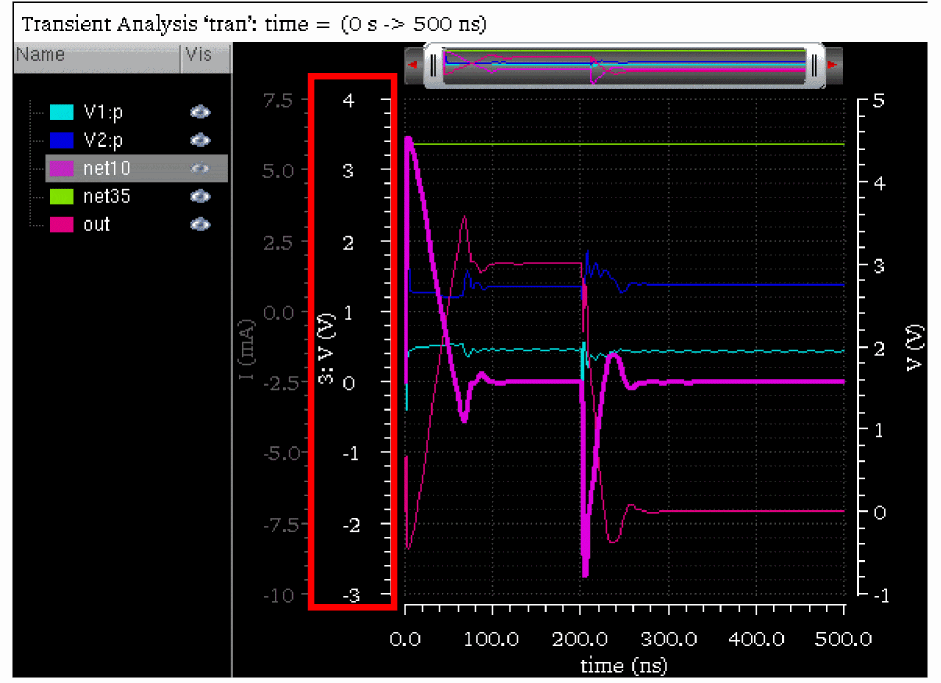 Transient Analysis ‘tran’: time = (0 s -> 500 ns)
Name Vis
V1:p
V2:p
net10
net35
out
7.5
5.0
2.5
0.0
-2.5
-5.0
-7.5
-10
I (mA)
4
3
2
1
0
-1
-2
-3
3: V (V)
5
4
3
2
1
0
-1
V (V)
0.0 100.0 200.0 300.0 400.0 500.0
time (ns)